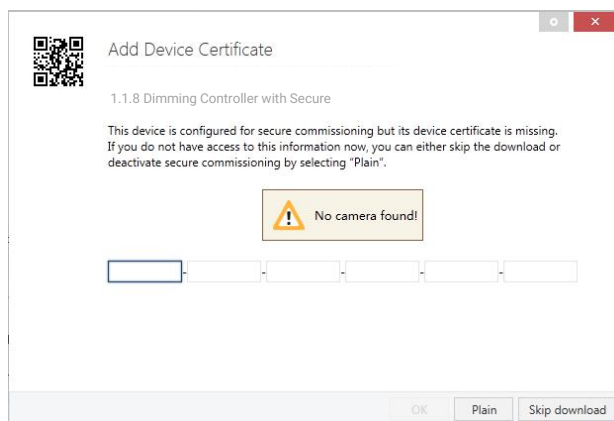 Add Device Certificate
1.1.8 Dimming Controller with Secure
This device is configured for secure commissioning but its device certificate is missing.
If you do not have access to this information now, you can either skip the download or
deactivate secure commissioning by selecting "Plain".
No camera found!
- - - - -
OK Plain Skip download